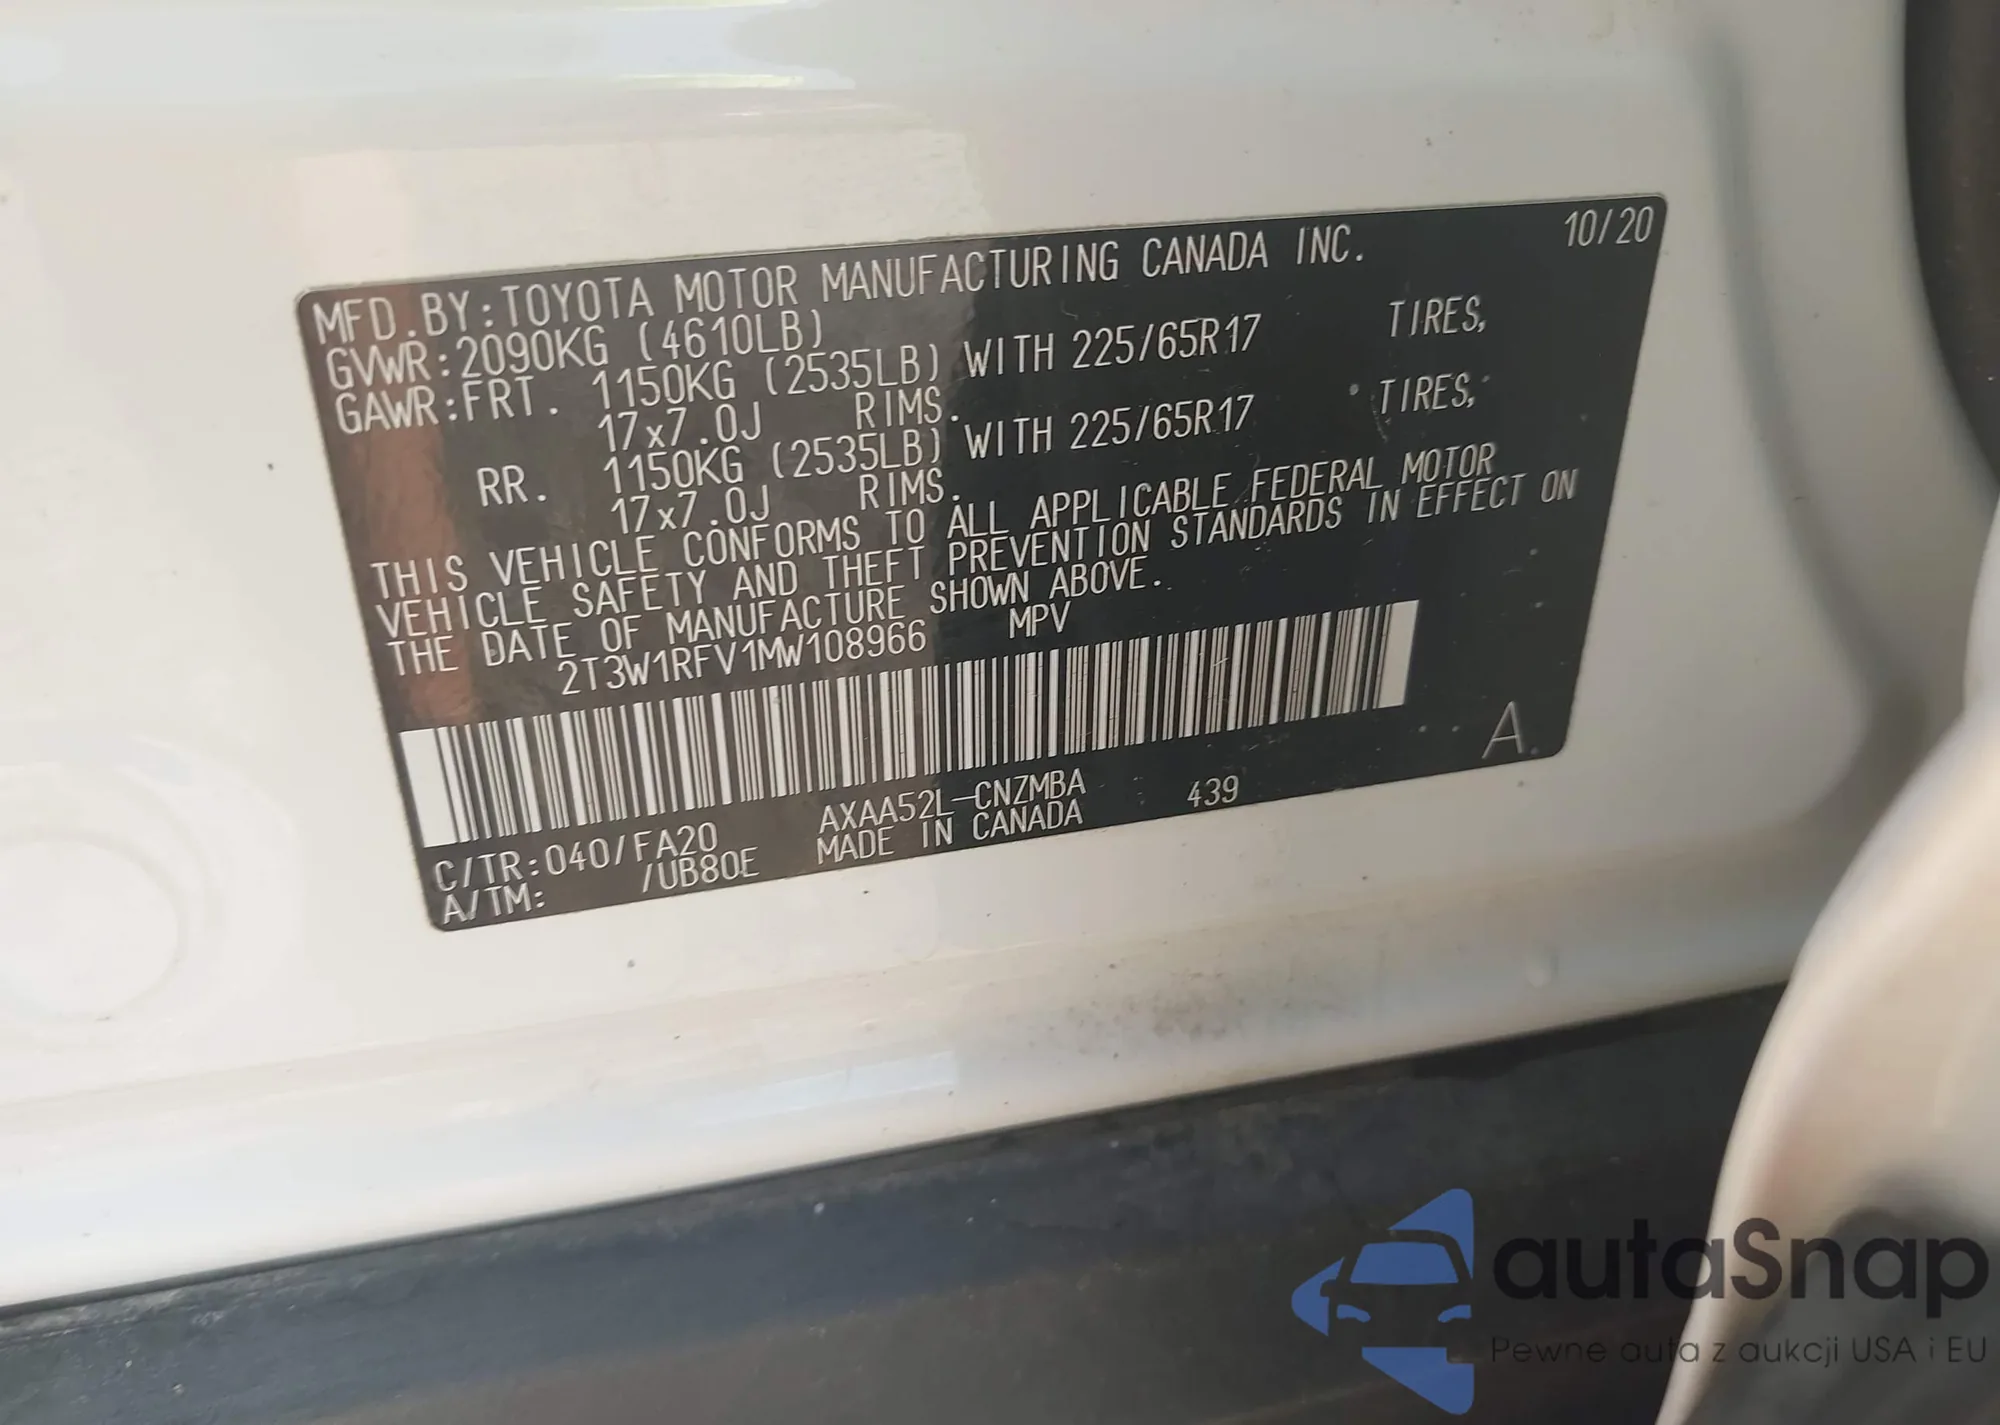 MFD.BY:TOYOTA MOTOR MANUFACTURING CANADA INC. 10/20
GVWR:2090KG (4610LB)
GAWR:FRT. 1150KG (2535LB) WITH 225/65R17 TIRES,
17x7.0J RIMS.
RR. 1150KG (2535LB) WITH 225/65R17 TIRES,
17x7.0J RIMS.
THIS VEHICLE CONFORMS TO ALL APPLICABLE FEDERAL MOTOR
VEHICLE SAFETY AND THEFT PREVENTION STANDARDS IN EFFECT ON
THE DATE OF MANUFACTURE SHOWN ABOVE.
2T3W1RFV1MW108966 MPV
A
C/TR:040/FA20 AXAA52L-CNZMBA 439
A/TM: /UB80E MADE IN CANADA
autaSnap
Pewne auta z aukcji USA i EU